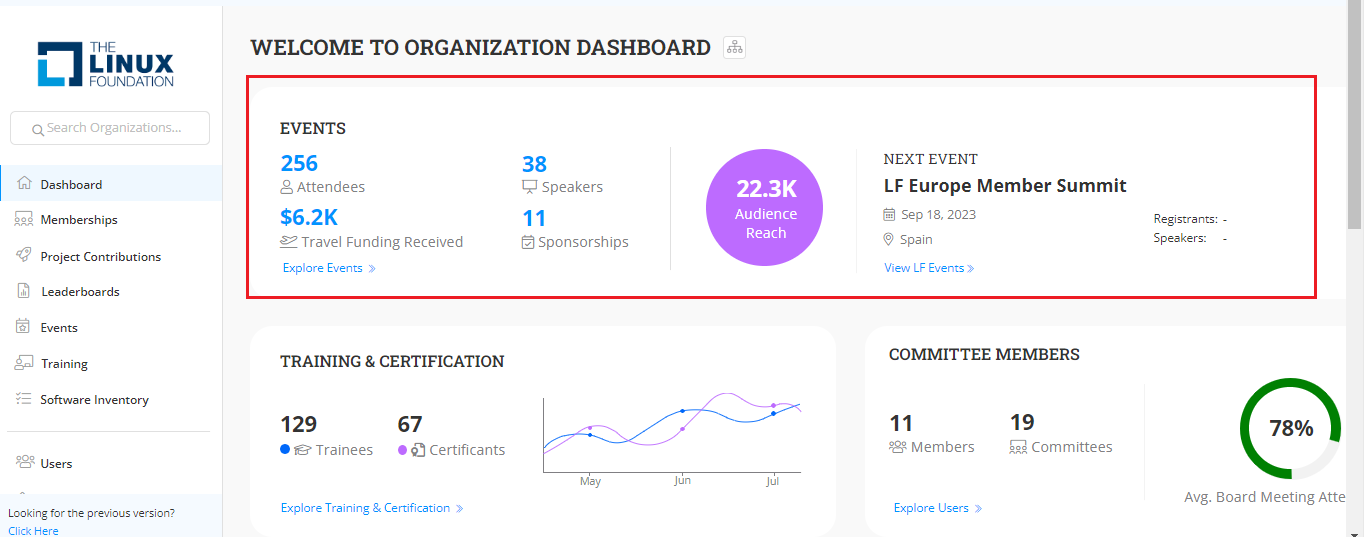 THE
LINUX
FOUNDATION
Search Organizations...
Dashboard
Memberships
Project Contributions
Leaderboards
Events
Training
Software Inventory
Users
Looking for the previous version?
Click Here
WELCOME TO ORGANIZATION DASHBOARD
EVENTS
256
Attendees
38
Speakers
$6.2K
Travel Funding Received
11
Sponsorships
Explore Events »
22.3K
Audience
Reach
NEXT EVENT
LF Europe Member Summit
Sep 18, 2023
Spain
View LF Events »
Registrants: -
Speakers: -
TRAINING & CERTIFICATION
129
Trainees
67
Certificants
May Jun Jul
Explore Training & Certification »
COMMITTEE MEMBERS
11
Members
19
Committees
Explore Users »
78%
Avg. Board Meeting Atte